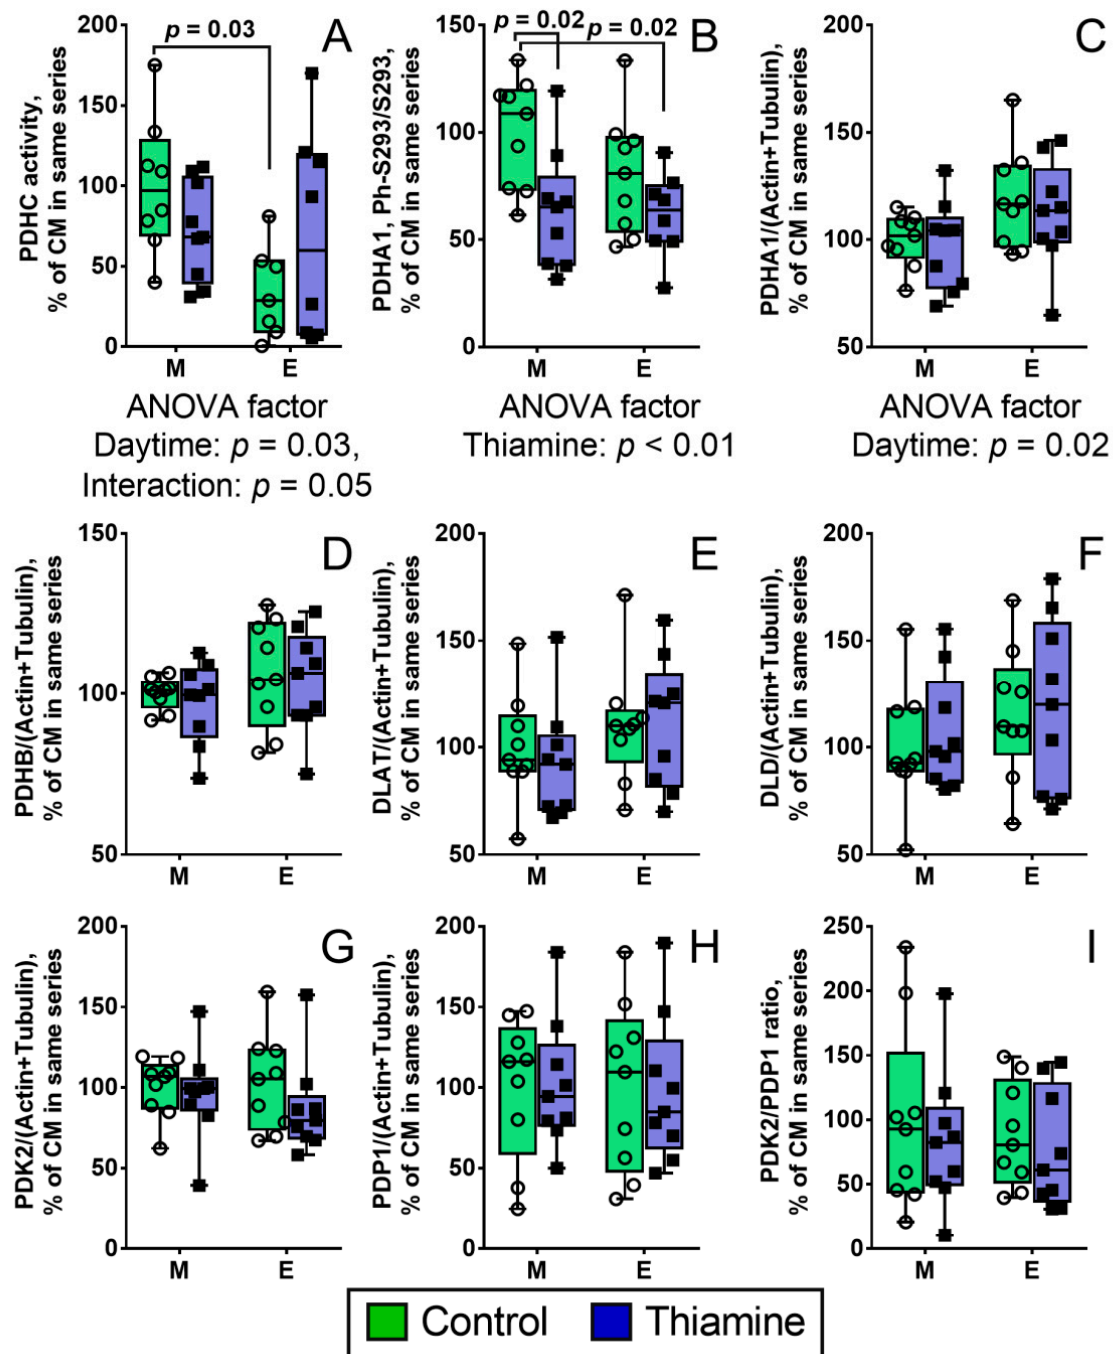 A
PDHC activity,
% of CM in same series
200
150
100
50
0
p = 0.03
M E
ANOVA factor
Daytime: p = 0.03,
Interaction: p = 0.05
B
PDHA1, Ph-S293/S293,
% of CM in same series
150
100
50
0
p = 0.02
p = 0.02
M E
ANOVA factor
Thiamine: p < 0.01
C
PDHA1/(Actin+Tubulin),
% of CM in same series
150
100
50
M E
ANOVA factor
Daytime: p = 0.02
D
PDHB/(Actin+Tubulin),
% of CM in same series
150
100
50
M E
E
DLAT/(Actin+Tubulin),
% of CM in same series
200
150
100
50
M E
F
DLD/(Actin+Tubulin),
% of CM in same series
200
150
100
50
M E
G
PDK2/(Actin+Tubulin),
% of CM in same series
200
150
100
50
0
M E
H
PDP1/(Actin+Tubulin),
% of CM in same series
200
150
100
50
0
M E
I
PDK2/PDP1 ratio,
% of CM in same series
250
200
150
100
50
0
M E
Control Thiamine